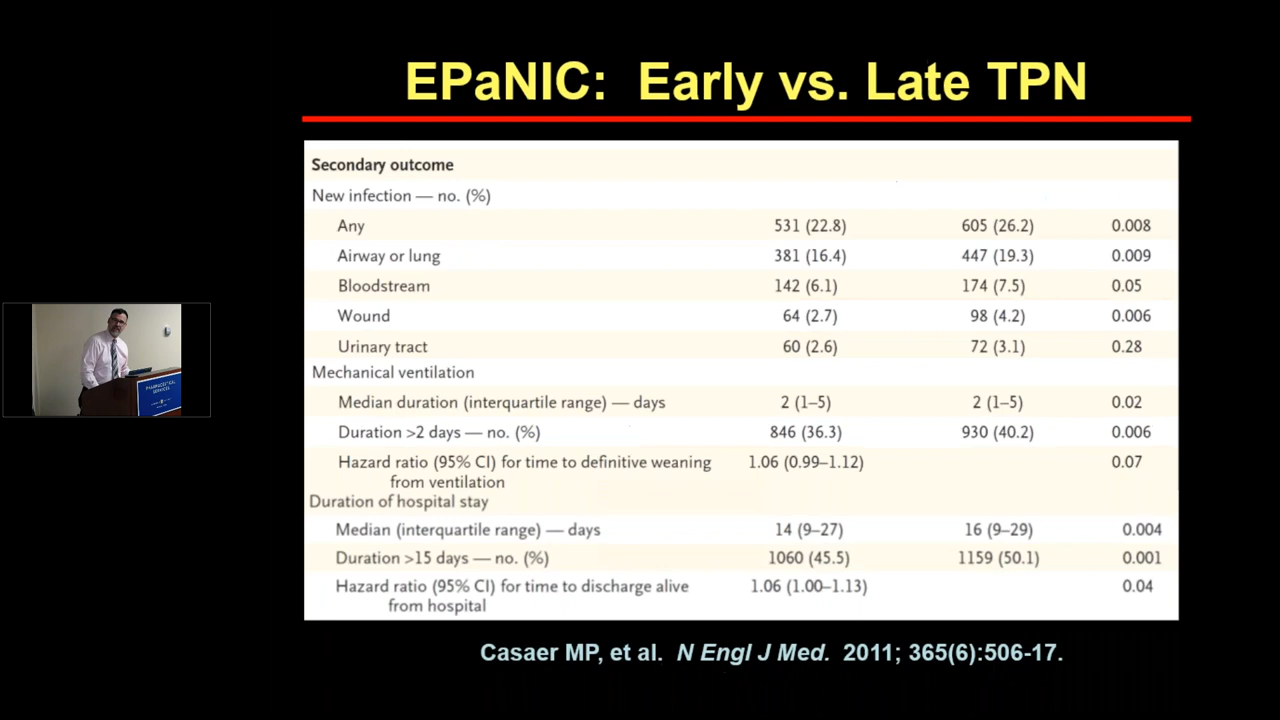 EPaNIC: Early vs. Late TPN
Secondary outcome
New infection — no. (%)
Any 531 (22.8) 605 (26.2) 0.008
Airway or lung 381 (16.4) 447 (19.3) 0.009
Bloodstream 142 (6.1) 174 (7.5) 0.05
Wound 64 (2.7) 98 (4.2) 0.006
Urinary tract 60 (2.6) 72 (3.1) 0.28
Mechanical ventilation
Median duration (interquartile range) — days 2 (1–5) 2 (1–5) 0.02
Duration >2 days — no. (%) 846 (36.3) 930 (40.2) 0.006
Hazard ratio (95% CI) for time to definitive weaning 1.06 (0.99–1.12) 0.07
from ventilation
Duration of hospital stay
Median (interquartile range) — days 14 (9–27) 16 (9–29) 0.004
Duration >15 days — no. (%) 1060 (45.5) 1159 (50.1) 0.001
Hazard ratio (95% CI) for time to discharge alive 1.06 (1.00–1.13) 0.04
from hospital
PHARMACEUTICAL
SERVICES
Casaer MP, et al. N Engl J Med. 2011; 365(6):506-17.